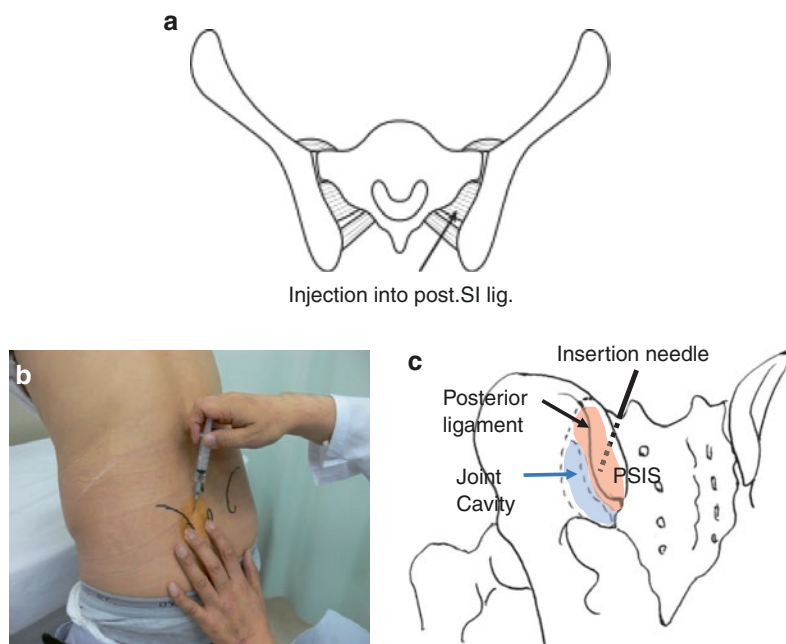 a
Injection into post.SI lig.
b
c
Insertion needle
Posterior
ligament
PSIS
Joint
Cavity